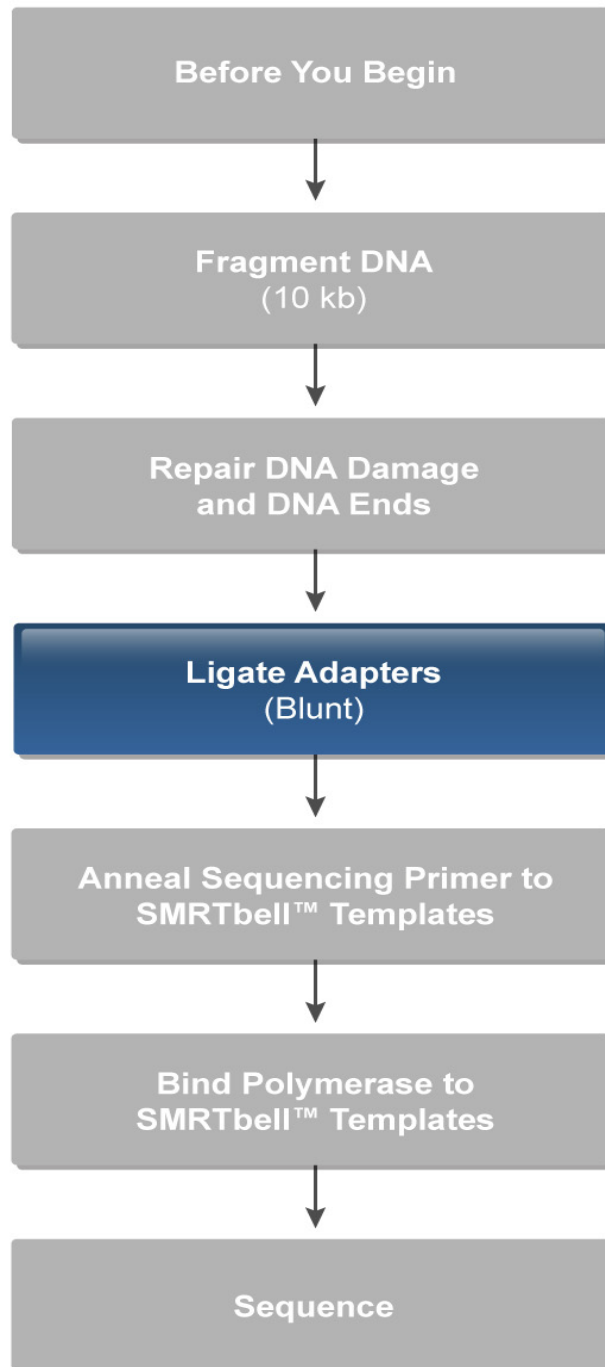 Before You Begin
Fragment DNA
(10 kb)
Repair DNA Damage
and DNA Ends
Ligate Adapters
(Blunt)
Anneal Sequencing Primer to
SMRTbell™ Templates
Bind Polymerase to
SMRTbell™ Templates
Sequence